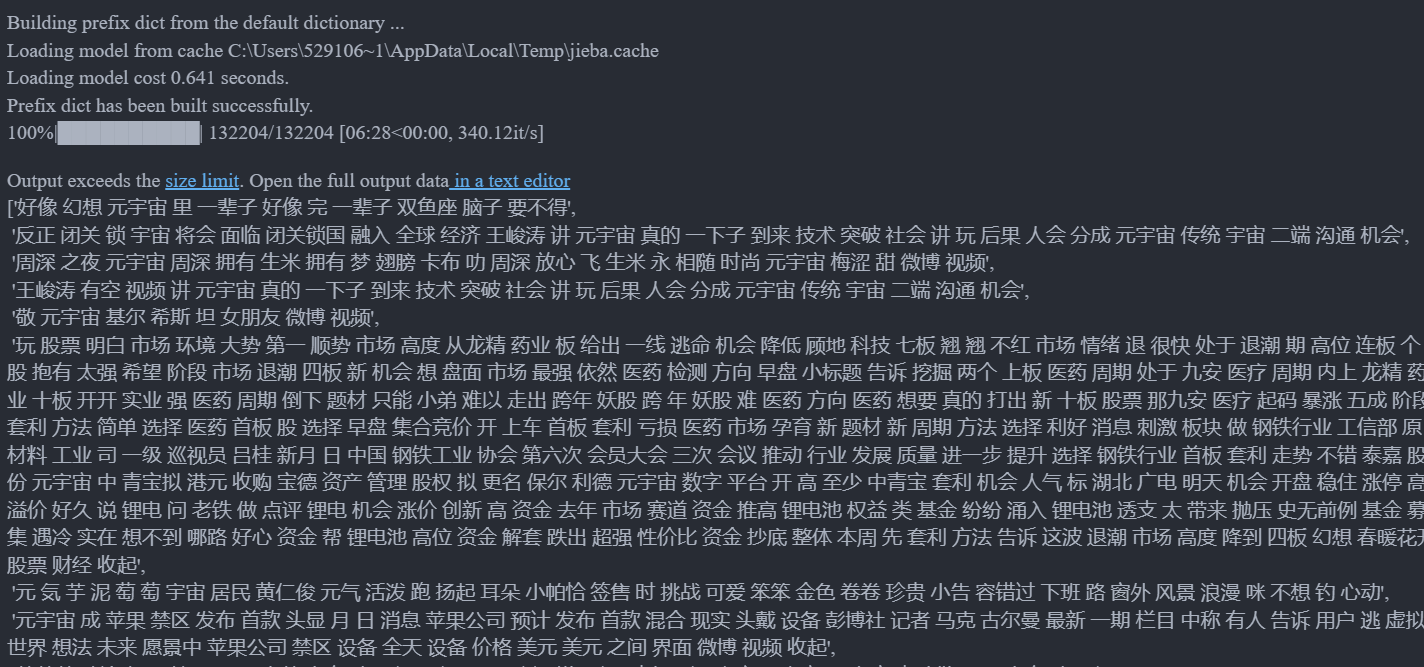 Building prefix dict from the default dictionary ...
Loading model from cache C:\Users\529106~1\AppData\Local\Temp\jieba.cache
Loading model cost 0.641 seconds.
Prefix dict has been built successfully.
100%|██████████| 132204/132204 [06:28<00:00, 340.12it/s]
Output exceeds the size limit. Open the full output data in a text editor
['好像 幻想 元宇宙 里 一辈子 好像 完 一辈子 双鱼座 脑子 要不得',
'反正 闭关 锁 宇宙 将会 面临 闭关锁国 融入 全球 经济 王峻涛 讲 元宇宙 真的 一下子 到来 技术 突破 社会 讲 玩 后果 人会 分成 元宇宙 传统 宇宙 二端 沟通 机会',
'周深 之夜 元宇宙 周深 拥有 生米 拥有 梦 翅膀 卡布 叻 周深 放心 飞 生米 永 相随 时尚 元宇宙 梅涩 甜 微博 视频',
'王峻涛 有空 视频 讲 元宇宙 真的 一下子 到来 技术 突破 社会 讲 玩 后果 人会 分成 元宇宙 传统 宇宙 二端 沟通 机会',
'敬 元宇宙 基尔 希斯 坦 女朋友 微博 视频',
'玩 股票 明白 市场 环境 大势 第一 顺势 市场 高度 从龙精 药业 板 给出 一线 逃命 机会 降低 顾地 科技 七板 翘 翘 不红 市场 情绪 退 很快 处于 退潮 期 高位 连板 个
股 抱有 太强 希望 阶段 市场 退潮 四板 新 机会 想 盘面 市场 最强 依然 医药 检测 方向 早盘 小标题 告诉 挖掘 两个 上板 医药 周期 处于 九安 医疗 周期 内上 龙精 药
业 十板 开开 实业 强 医药 周期 倒下 题材 只能 小弟 难以 走出 跨年 妖股 跨 年 妖股 难 医药 方向 医药 想要 真的 打出 新 十板 股票 那九安 医疗 起码 暴涨 五成 阶段
套利 方法 简单 选择 医药 首板 股 选择 早盘 集合竞价 开 上车 首板 套利 亏损 医药 市场 孕育 新 题材 新 周期 方法 选择 利好 消息 刺激 板块 做 钢铁行业 工信部 原
材料 工业 司 一级 巡视员 吕桂 新月 日 中国 钢铁工业 协会 第六次 会员大会 三次 会议 推动 行业 发展 质量 进一步 提升 选择 钢铁行业 首板 套利 走势 不错 泰嘉 股
份 元宇宙 中 青宝拟 港元 收购 宝德 资产 管理 股权 拟 更名 保尔 利德 元宇宙 数字 平台 开 高 至少 中青宝 套利 机会 人气 标 湖北 广电 明天 机会 开盘 稳住 涨停 高
溢价 好久 说 锂电 问 老铁 做 点评 锂电 机会 涨价 创新 高 资金 去年 市场 赛道 资金 推高 锂电池 权益 类 基金 纷纷 涌入 锂电池 透支 太 带来 抛压 史无前例 基金 募
集 遇冷 实在 想不到 哪路 好心 资金 帮 锂电池 高位 资金 解套 跌出 超强 性价比 资金 抄底 整体 本周 先 套利 方法 告诉 这波 退潮 市场 高度 降到 四板 幻想 春暖花开
股票 财经 收起',
'元 気 芋 泥 葡 萄 宇宙 居民 黄仁俊 元气 活泼 跑 扬起 耳朵 小帕恰 签售 时 挑战 可爱 笨笨 金色 卷卷 珍贵 小告 容错过 下班 路 窗外 风景 浪漫 咪 不想 钓 心动',
'元宇宙 成 苹果 禁区 发布 首款 头显 月 日 消息 苹果公司 预计 发布 首款 混合 现实 头戴 设备 彭博社 记者 马克 古尔曼 最新 一期 栏目 中称 有人 告诉 用户 逃 虚拟
世界 想法 未来 愿景中 苹果公司 禁区 设备 全天 设备 价格 美元 美元 之间 界面 微博 视频 收起',